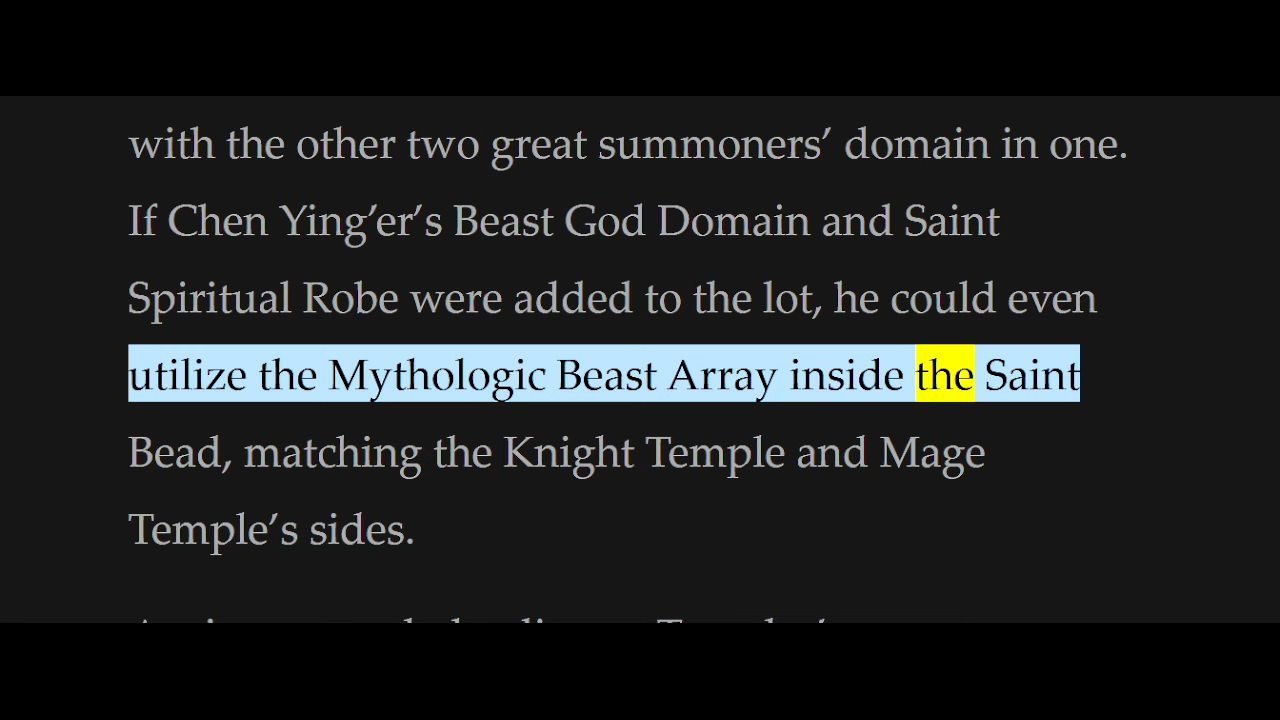 with the other two great summoners’ domain in one.
If Chen Ying’er’s Beast God Domain and Saint
Spiritual Robe were added to the lot, he could even
utilize the Mythologic Beast Array inside the Saint
Bead, matching the Knight Temple and Mage
Temple’s sides.